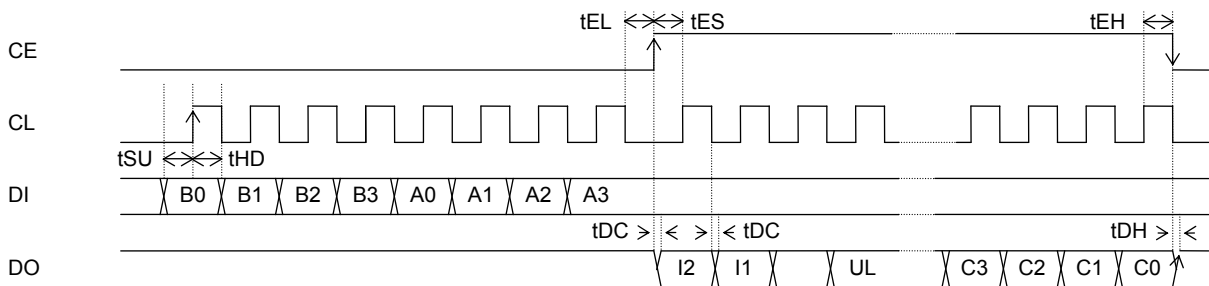 tEL tES tEH
CE
CL
tSU tHD
DI B0 B1 B2 B3 A0 A1 A2 A3
tDC tDC tDH
DO I2 I1 UL C3 C2 C1 C0